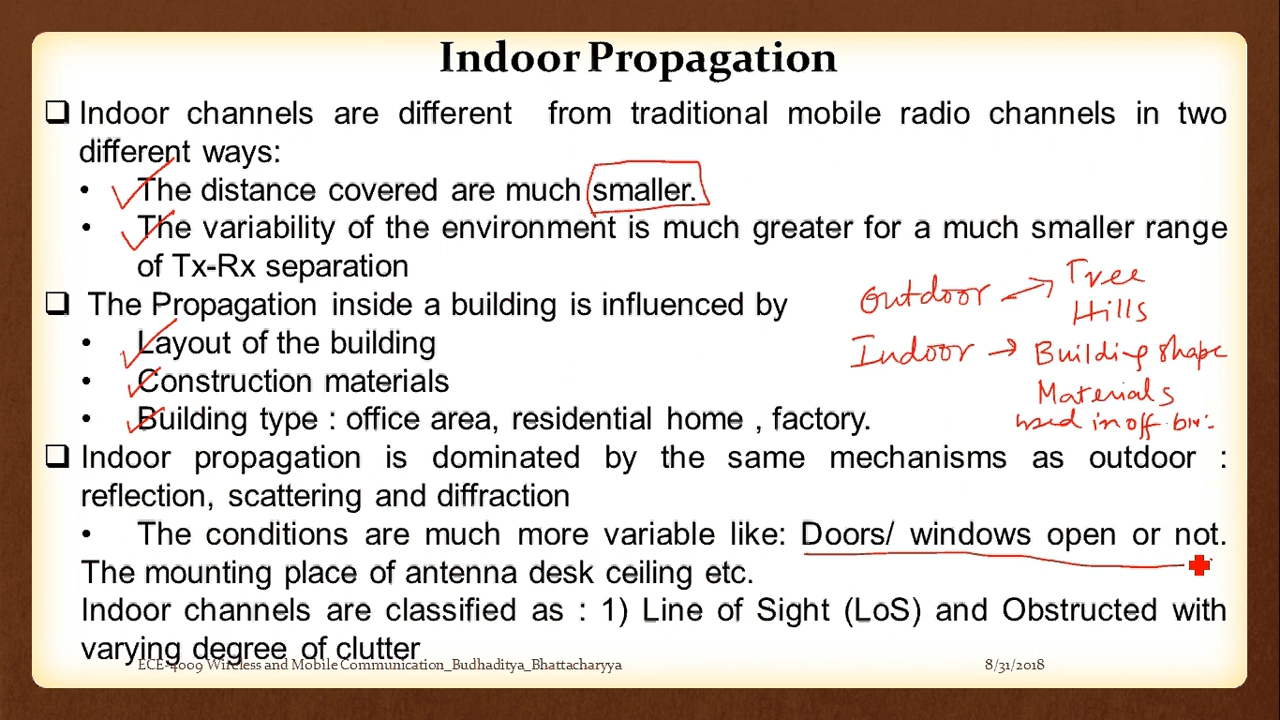 Indoor Propagation
Indoor channels are different from traditional mobile radio channels in two
different ways:
• The distance covered are much smaller.
• The variability of the environment is much greater for a much smaller range
of Tx-Rx separation
Outdoor → Tree
Hills
The Propagation inside a building is influenced by
• Layout of the building
Indoor → Building shape
• Construction materials
Materials
• Building type : office area, residential home , factory.
used in off.
Indoor propagation is dominated by the same mechanisms as outdoor :
reflection, scattering and diffraction
• The conditions are much more variable like: Doors/ windows open or not.
The mounting place of antenna desk ceiling etc.
Indoor channels are classified as : 1) Line of Sight (LoS) and Obstructed with
varying degree of clutter
ECE-4009 Wireless and Mobile Communication_Budhaditya_Bhattacharyya
8/31/2018